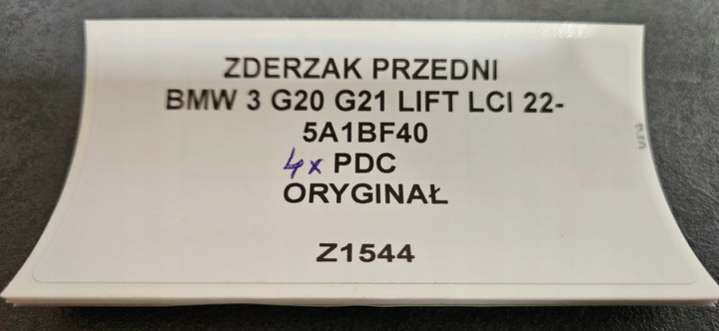 ZDERZAK PRZEDNI
BMW 3 G20 G21 LIFT LCI 22-
5A1BF40
4x PDC
ORYGINAŁ
Z1544